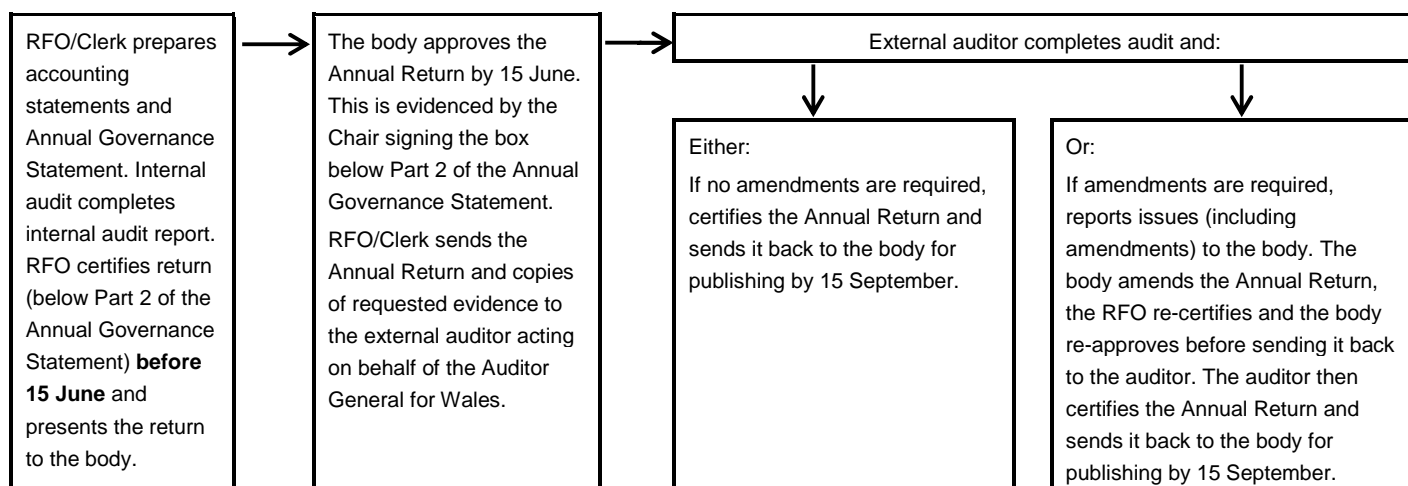 RFO/Clerk prepares
accounting
statements and
Annual Governance
Statement. Internal
audit completes
internal audit report.
RFO certifies return
(below Part 2 of the
Annual Governance
Statement) before
15 June and
presents the return
to the body.
The body approves the
Annual Return by 15 June.
This is evidenced by the
Chair signing the box
below Part 2 of the Annual
Governance Statement.
RFO/Clerk sends the
Annual Return and copies
of requested evidence to
the external auditor acting
on behalf of the Auditor
General for Wales.
External auditor completes audit and:
Either:
If no amendments are required,
certifies the Annual Return and
sends it back to the body for
publishing by 15 September.
Or:
If amendments are required,
reports issues (including
amendments) to the body. The
body amends the Annual Return,
the RFO re-certifies and the body
re-approves before sending it back
to the auditor. The auditor then
certifies the Annual Return and
sends it back to the body for
publishing by 15 September.